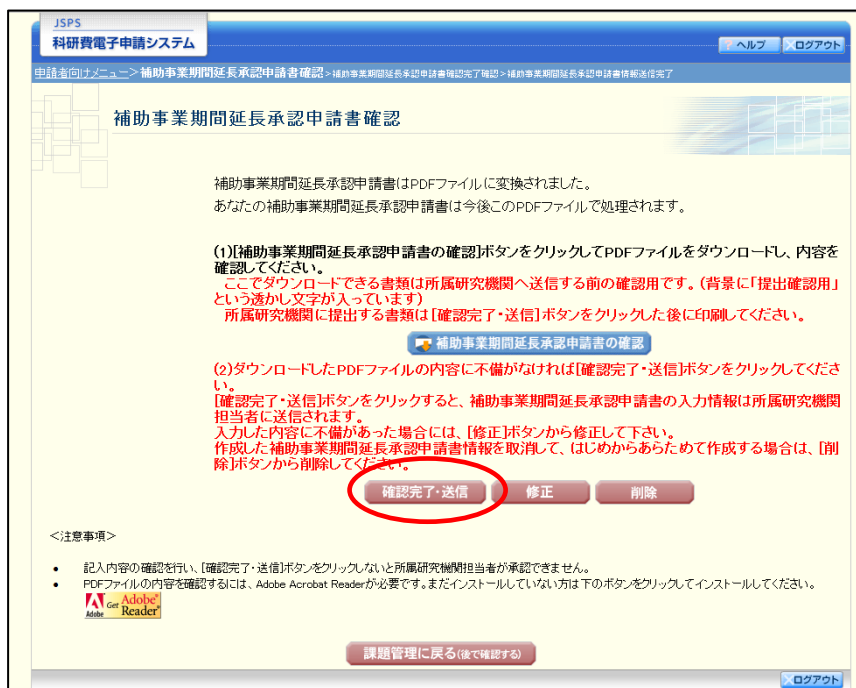 JSPS
科研費電子申請システム
ヘルプ
ログアウト
申請者向けメニュー>補助事業期間延長承認申請書確認>補助事業期間延長承認申請書確認完了確認>補助事業期間延長承認申請書情報送信完了
補助事業期間延長承認申請書確認
補助事業期間延長承認申請書はPDFファイルに変換されました。
あなたの補助事業期間延長承認申請書は今後このPDFファイルで処理されます。
(1)[補助事業期間延長承認申請書の確認]ボタンをクリックしてPDFファイルをダウンロードし、内容を
確認してください。
ここでダウンロードできる書類は所属研究機関へ送信する前の確認用です。(背景に「提出確認用」
という透かし文字が入っています)
所属研究機関に提出する書類は[確認完了・送信]ボタンをクリックした後に印刷してください。
補助事業期間延長承認申請書の確認
(2)ダウンロードしたPDFファイルの内容に不備がなければ[確認完了・送信]ボタンをクリックしてくださ
い。
[確認完了・送信]ボタンをクリックすると、補助事業期間延長承認申請書の入力情報は所属研究機関
担当者に送信されます。
入力した内容に不備があった場合には、[修正]ボタンから修正して下さい。
作成した補助事業期間延長承認申請書情報を取消して、はじめからあらためて作成する場合は、[削
除]ボタンから削除してください。
確認完了・送信
修正
削除
<注意事項>
• 記入内容の確認を行い、[確認完了・送信]ボタンをクリックしないと所属研究機関担当者が承認できません。
• PDFファイルの内容を確認するには、Adobe Acrobat Readerが必要です。まだインストールしていない方は下のボタンをクリックしてインストールしてください。
Adobe Get Adobe Reader
課題管理に戻る(後で確認する)
ログアウト